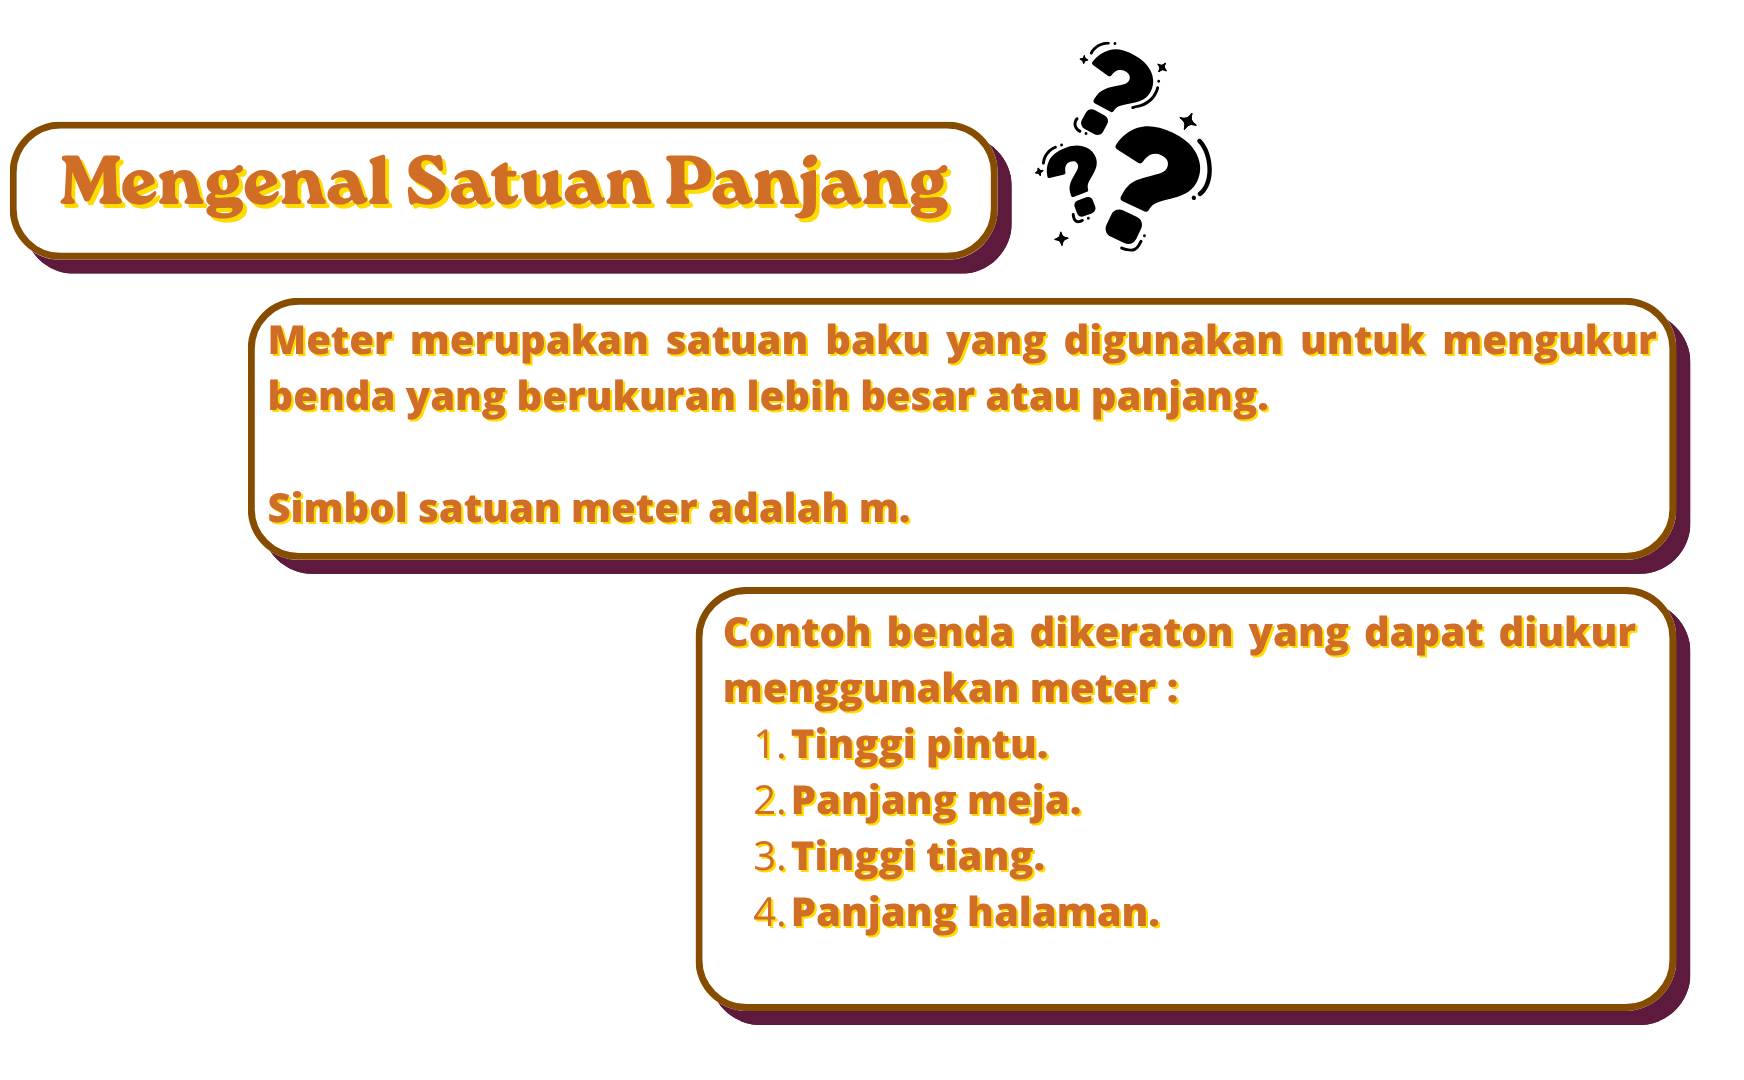 Mengenal Satuan Panjang
Meter merupakan satuan baku yang digunakan untuk mengukur
benda yang berukuran lebih besar atau panjang.
Simbol satuan meter adalah m.
Contoh benda dikeraton yang dapat diukur
menggunakan meter :
1. Tinggi pintu.
2. Panjang meja.
3. Tinggi tiang.
4. Panjang halaman.